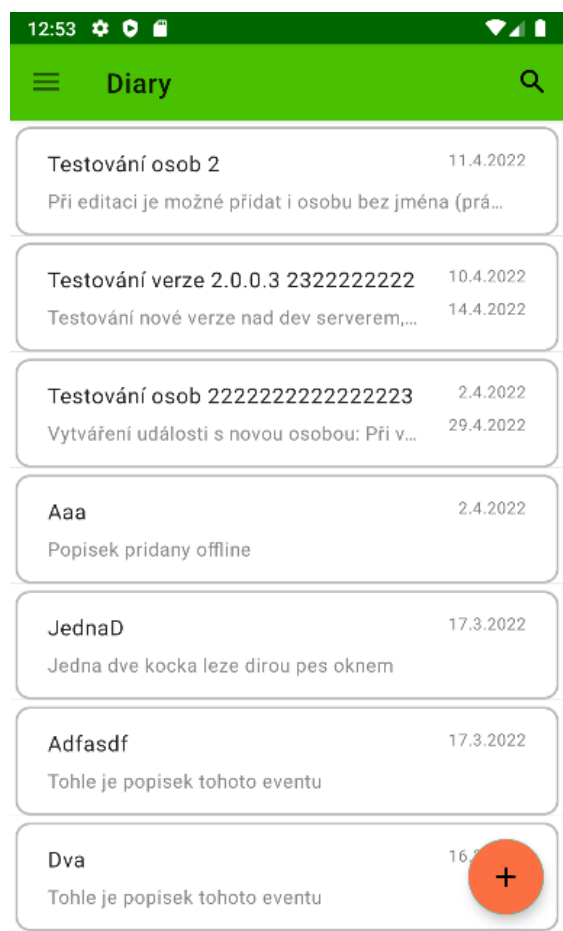 12:53
Diary
Testování osob 2 11.4.2022
Při editaci je možné přidat i osobu bez jména (prá...
Testování verze 2.0.0.3 2322222222 10.4.2022
Testování nové verze nad dev serverem,... 14.4.2022
Testování osob 2222222222222223 2.4.2022
Vytváření události s novou osobou: Při v... 29.4.2022
Aaa 2.4.2022
Popisek pridany offline
JednaD 17.3.2022
Jedna dve kocka leze dirou pes oknem
Adfasdf 17.3.2022
Tohle je popisek tohoto eventu
Dva 16.
Tohle je popisek tohoto eventu
+